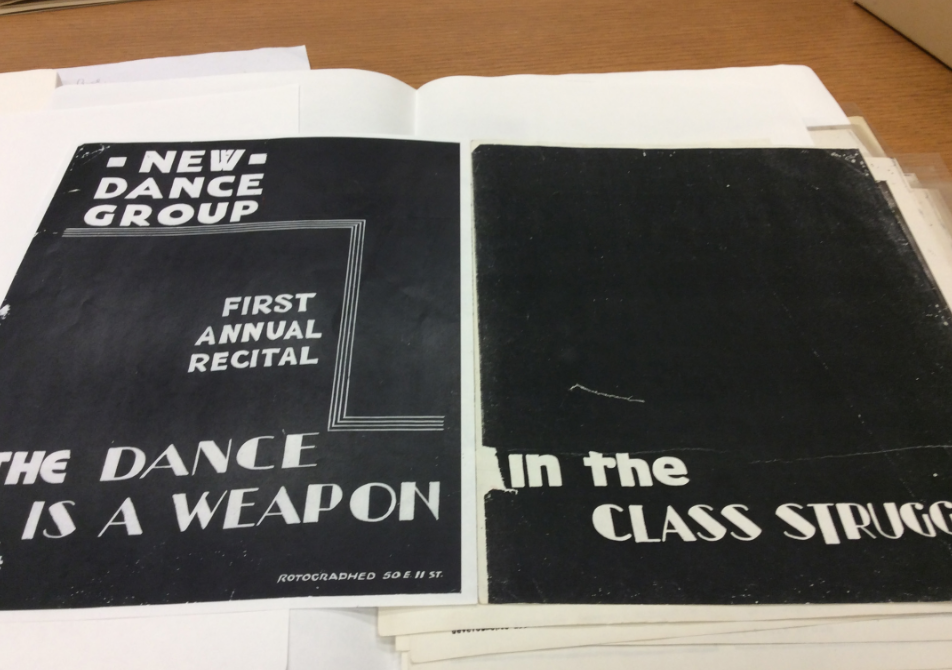 - NEW -
DANCE
GROUP
FIRST
ANNUAL
RECITAL
THE DANCE
IS A WEAPON
ROTOGRAPHED 50 E 11 ST.
in the
CLASS STRUGG